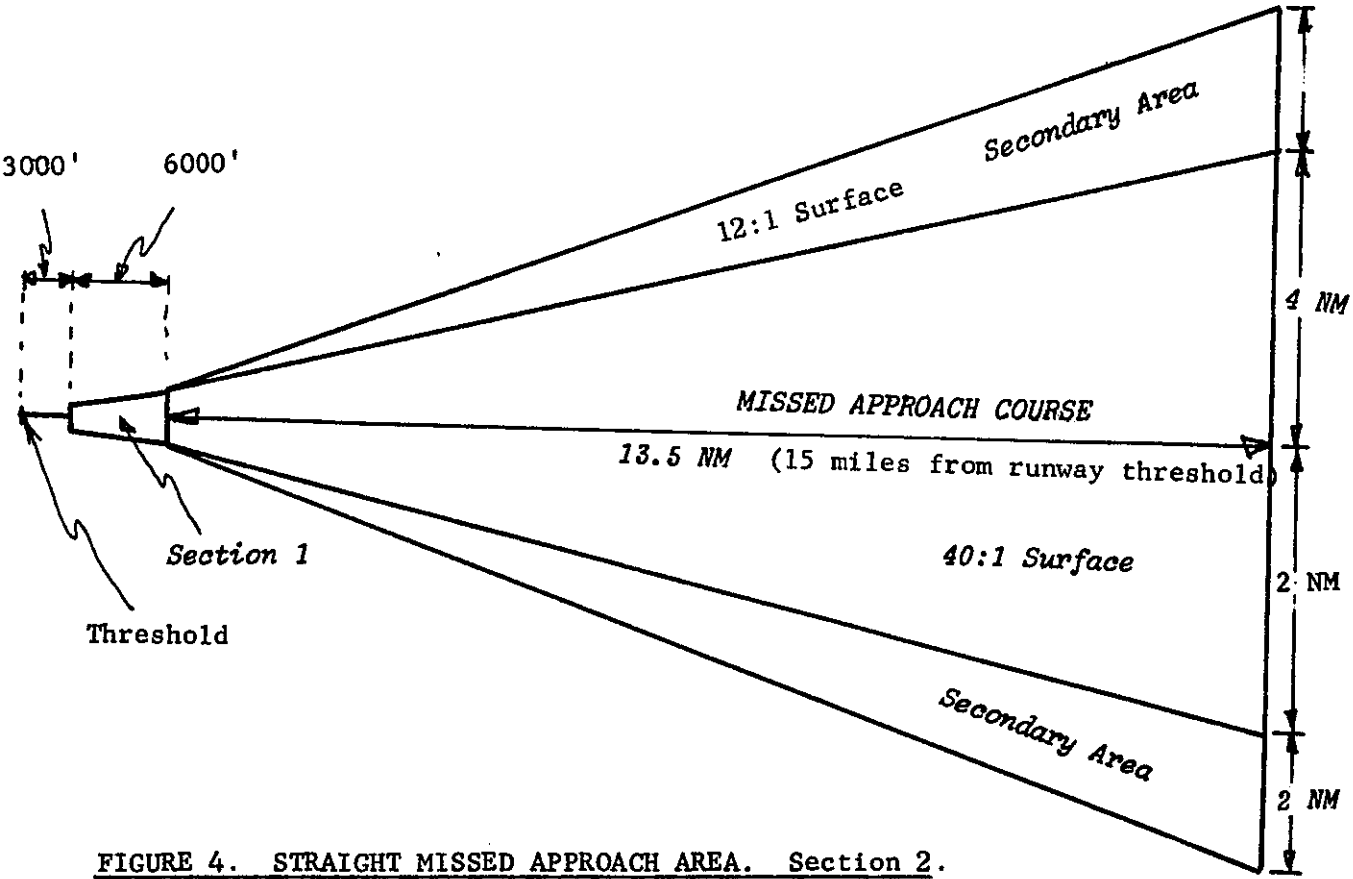 3000' 6000'
Secondary Area
12:1 Surface
4 NM
MISSED APPROACH COURSE
13.5 NM (15 miles from runway threshold)
Section 1
40:1 Surface
2 NM
Threshold
Secondary Area
2 NM
FIGURE 4. STRAIGHT MISSED APPROACH AREA. Section 2.